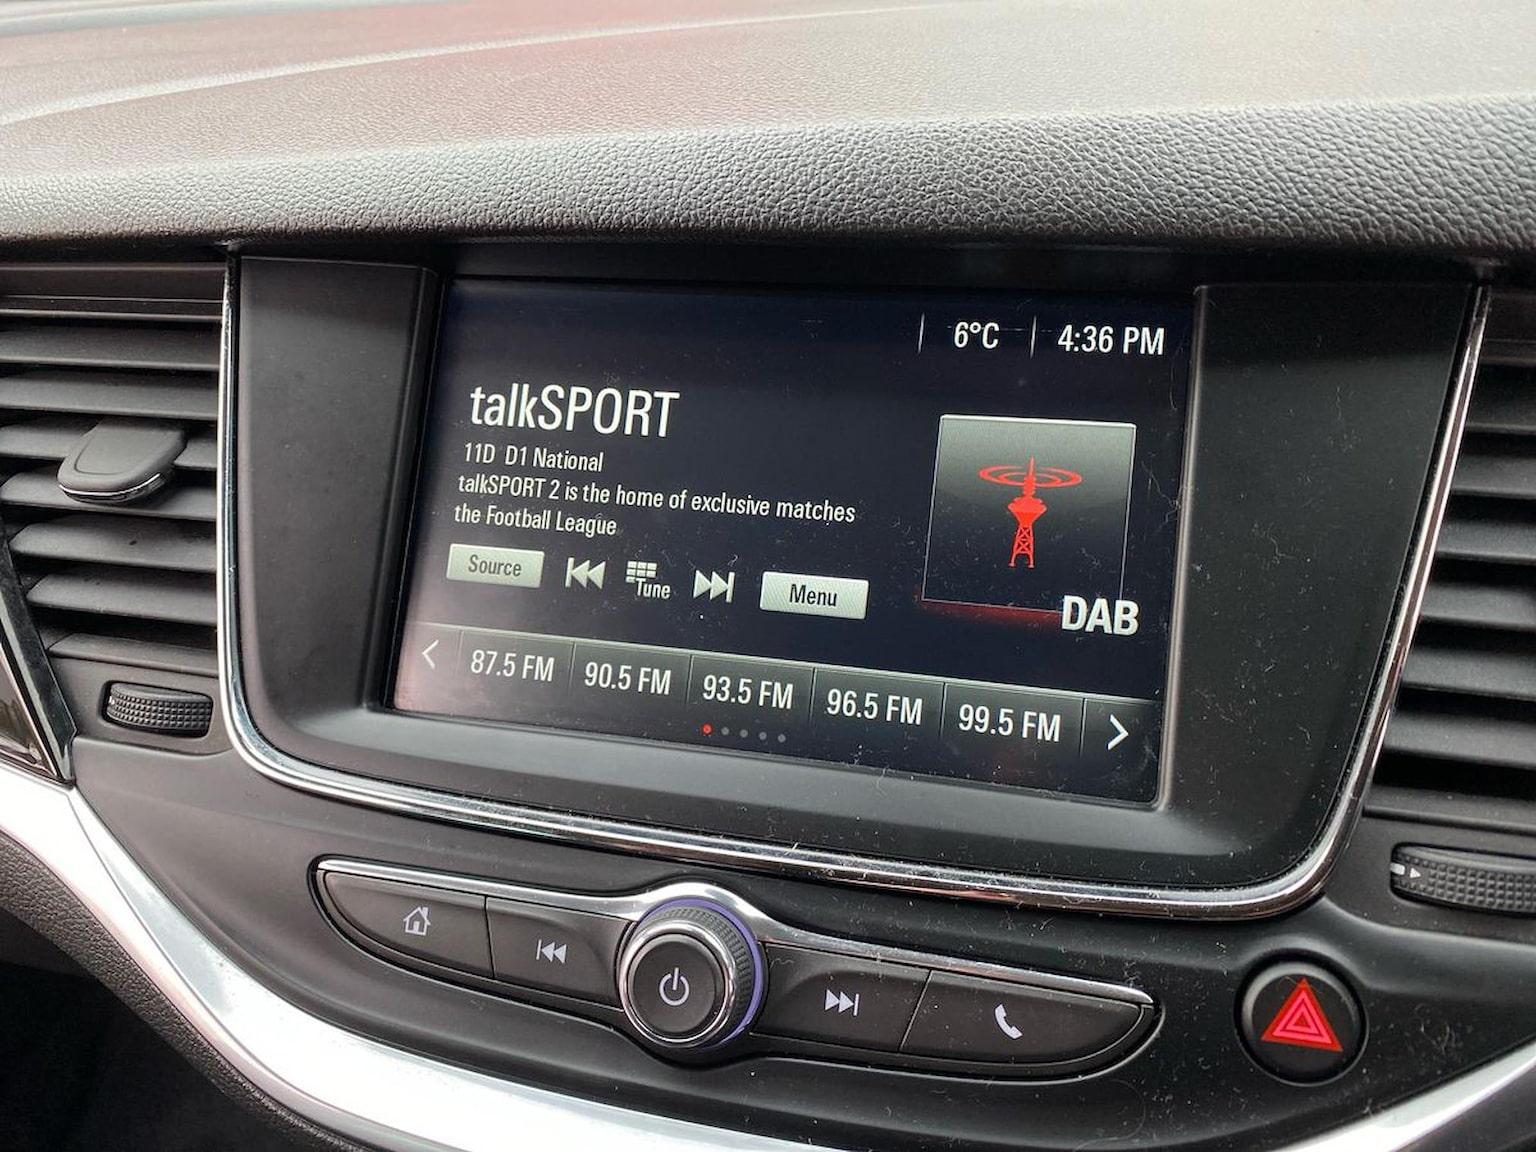 6°C 4:36 PM
talkSPORT
11D D1 National
talkSPORT 2 is the home of exclusive matches
the Football League
Source Tune Menu
DAB
87.5 FM 90.5 FM 93.5 FM 96.5 FM 99.5 FM